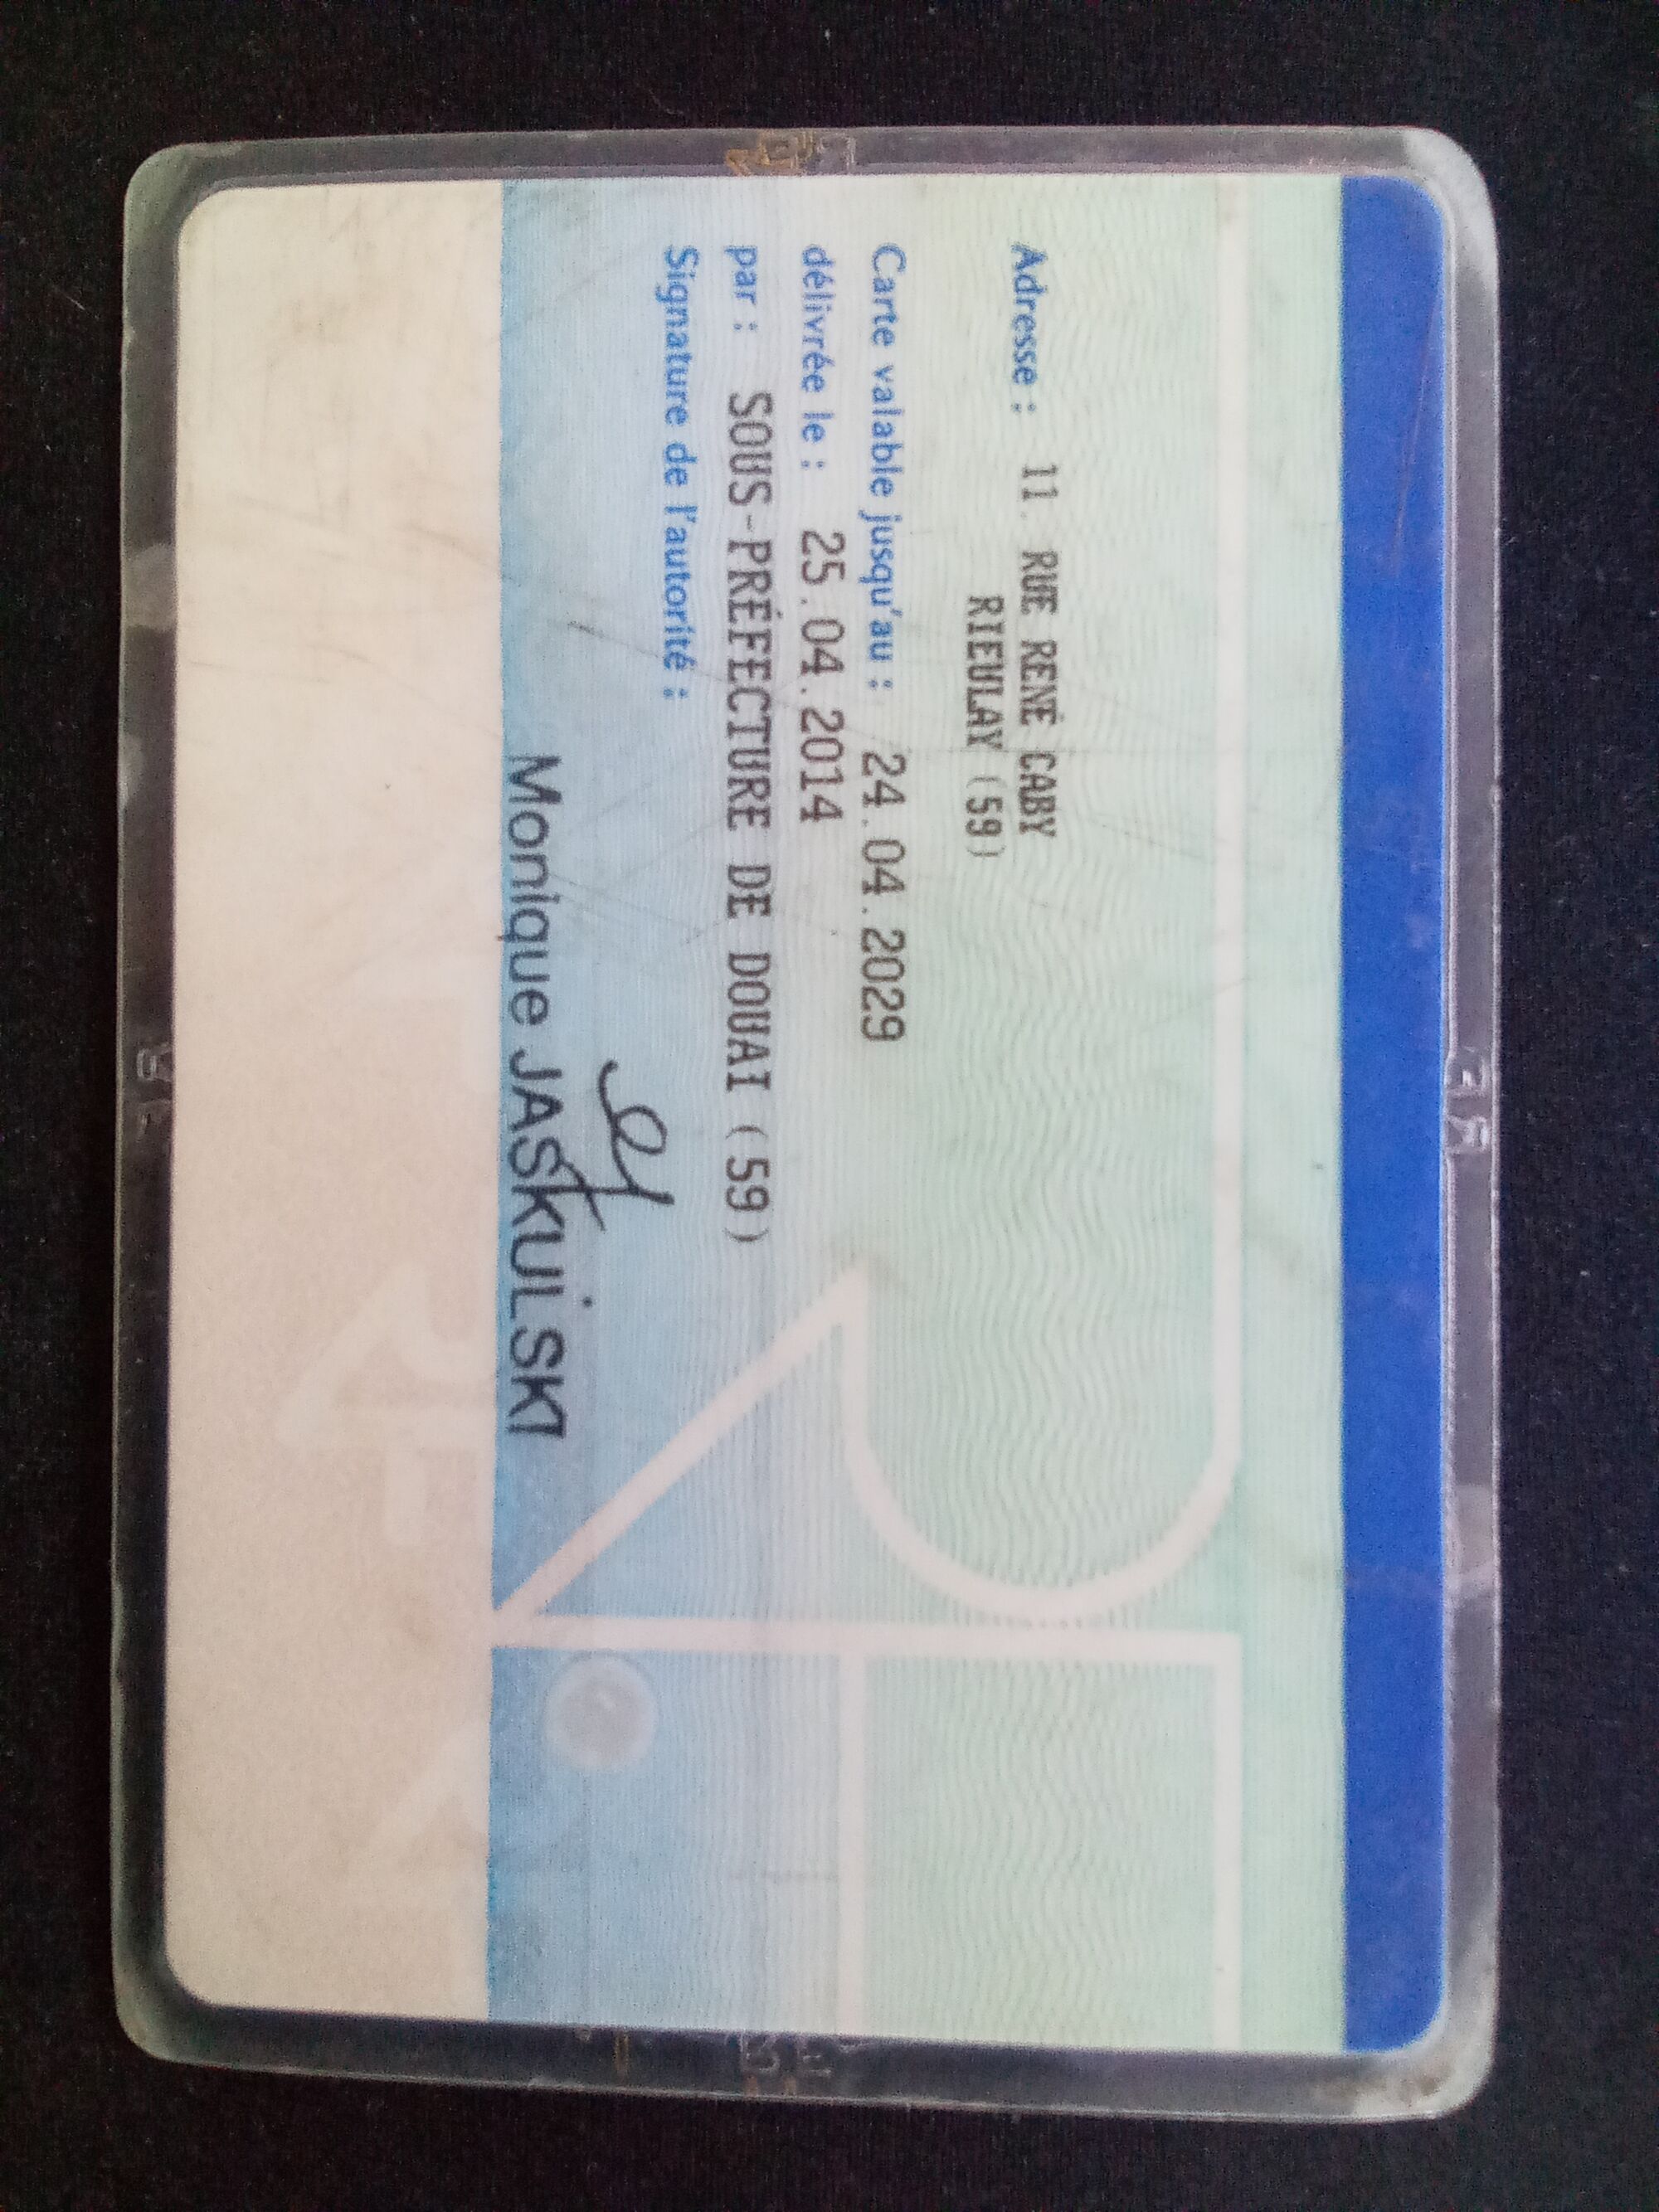 Adresse : 11 RUE RENÉ CABY
RIEULAY (59)
Carte valable jusqu'au : 24.04.2029
délivrée le : 25.04.2014
par : SOUS-PRÉFECTURE DE DOUAI (59)
Signature de l'autorité :
Monique JASKULSKI